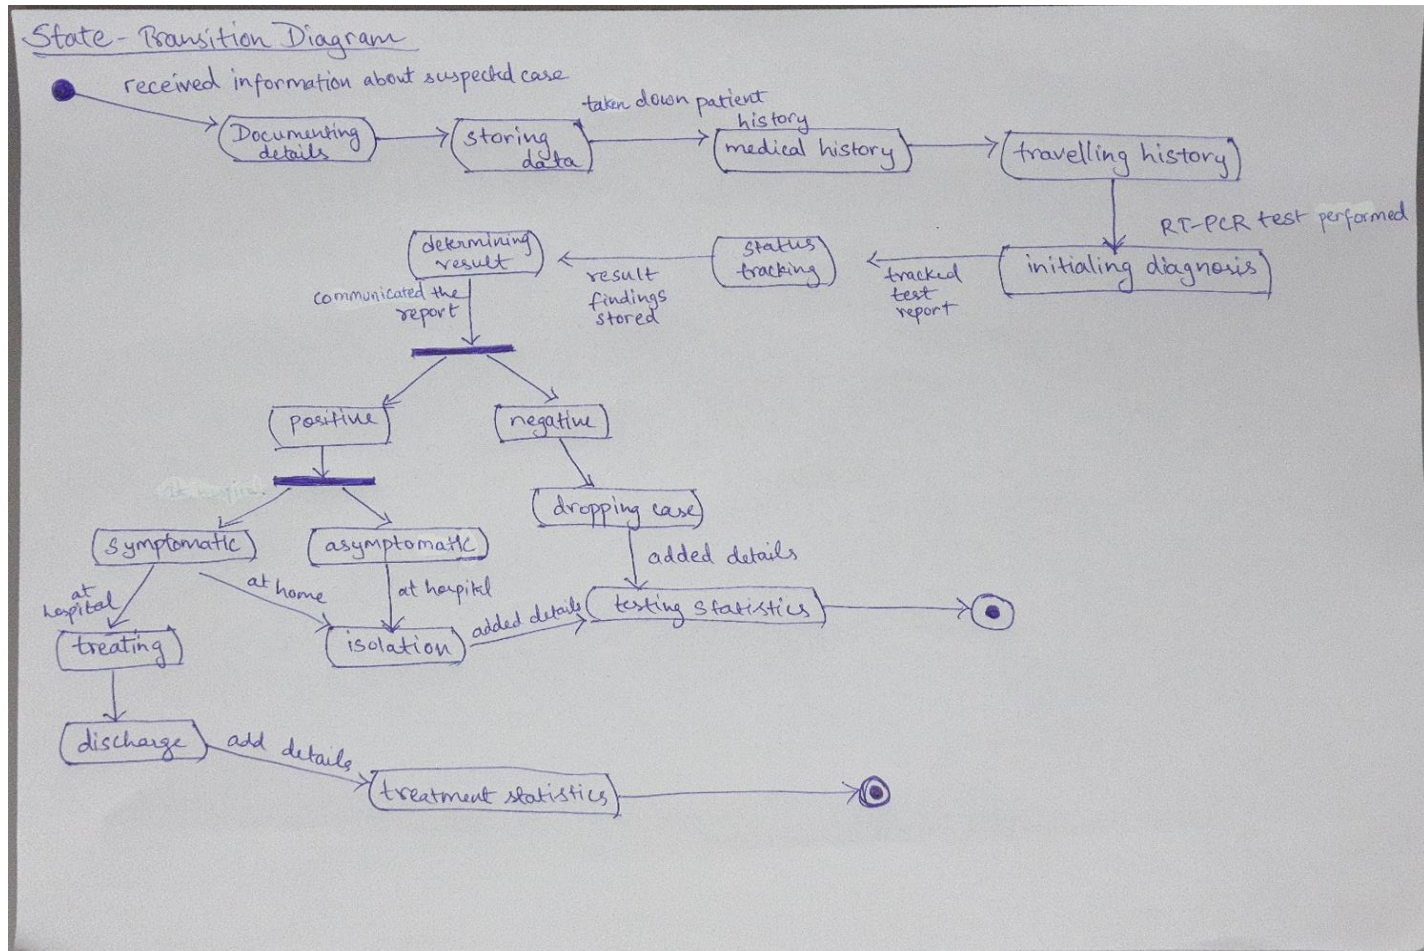 State-Transition Diagram
received information about suspected case
Documenting
details
storing
data
taken down patient
history
medical history
travelling history
RT-PCR test performed
initialing diagnosis
tracked
test
report
status
tracking
result
findings
stored
determining
result
communicated the
report
positive
negative
symptomatic
asymptomatic
dropping case
added details
at
hospital
at home
at hospital
treating
isolation
added details
testing statistics
discharge
add details
treatment statistics